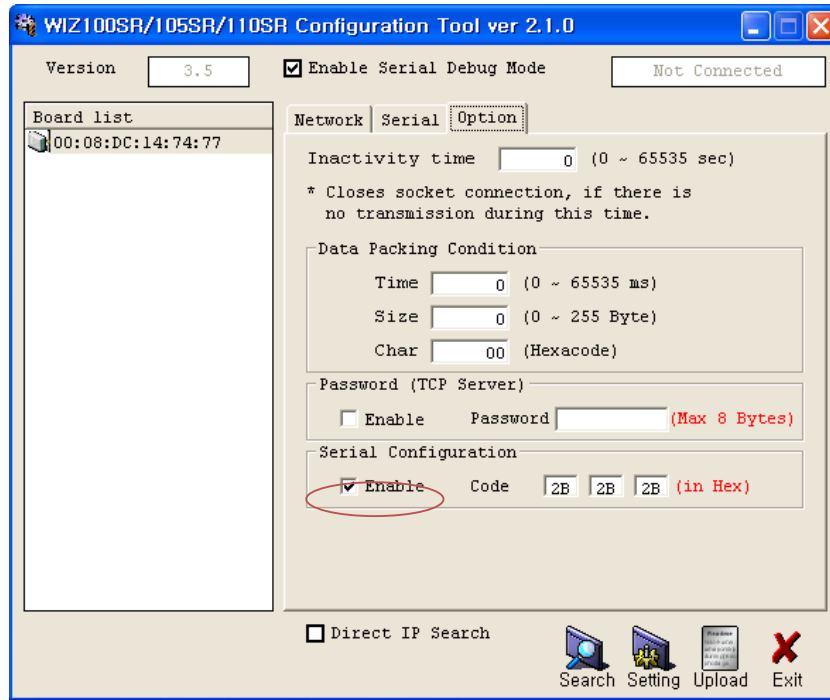 WIZ100SR/105SR/110SR Configuration Tool ver 2.1.0
Version 3.5 Enable Serial Debug Mode Not Connected
Board list
00:08:DC:14:74:77
Network Serial Option
Inactivity time 0 (0 ~ 65535 sec)
* Closes socket connection, if there is
no transmission during this time.
Data Packing Condition
Time 0 (0 ~ 65535 ms)
Size 0 (0 ~ 255 Byte)
Char 00 (Hexacode)
Password (TCP Server)
Enable Password (Max 8 Bytes)
Serial Configuration
Enable Code 2B 2B 2B (in Hex)
Direct IP Search
Search Setting Upload Exit